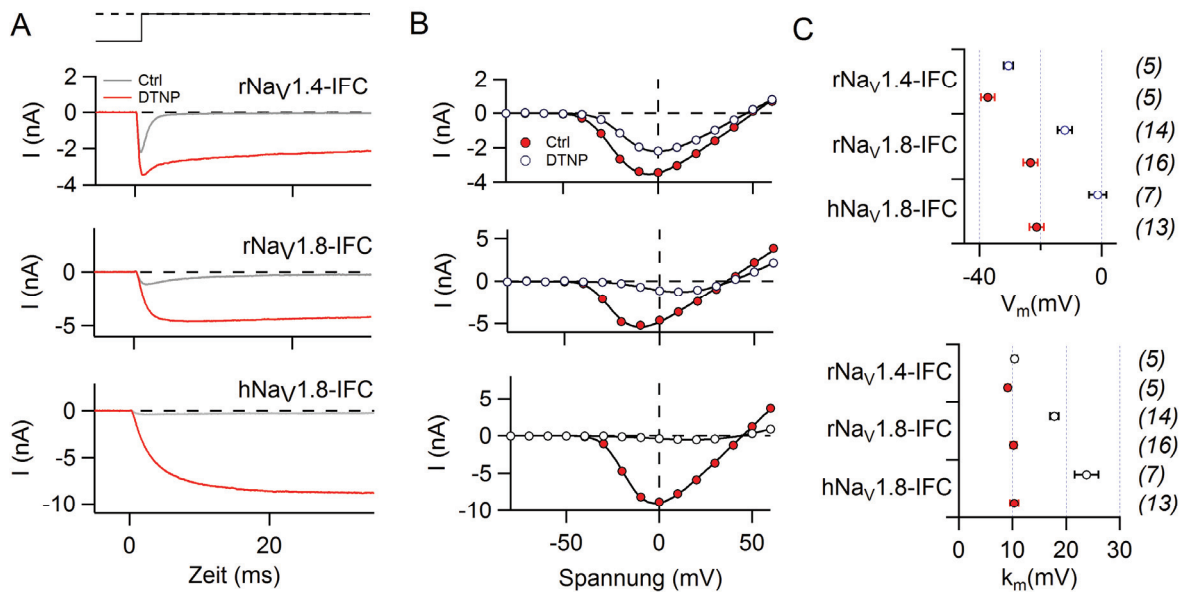 A
Ctrl
DTNP
rNaV1.4-IFC
2
0
-2
-4
I (nA)
rNaV1.8-IFC
0
-5
I (nA)
hNaV1.8-IFC
0
-5
-10
I (nA)
0
20
Zeit (ms)
B
2
0
-2
-4
I (nA)
Ctrl
DTNP
5
0
-5
I (nA)
5
0
-5
-10
I (nA)
-50
0
50
Spannung (mV)
C
rNaV1.4-IFC
(5)
(5)
rNaV1.8-IFC
(14)
(16)
hNaV1.8-IFC
(7)
(13)
-40
0
Vm(mV)
rNaV1.4-IFC
(5)
(5)
rNaV1.8-IFC
(14)
(16)
hNaV1.8-IFC
(7)
(13)
0
10
20
30
km(mV)